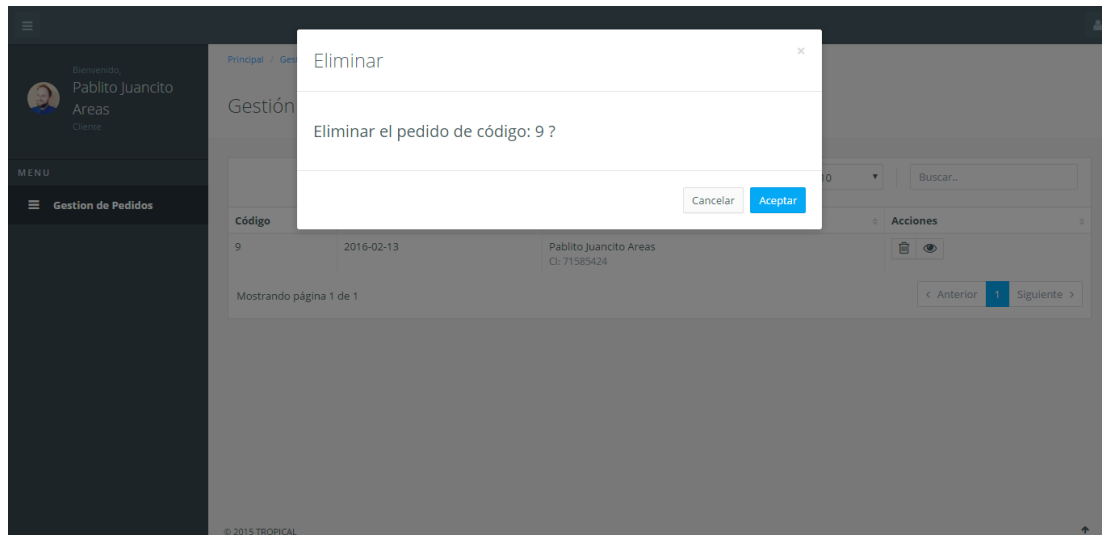 Bienvenido,
Pablito Juancito
Areas
Cliente
MENU
Gestion de Pedidos
Principal / Ges
Gestión
Eliminar ×
Eliminar el pedido de código: 9 ?
Cancelar Aceptar
10 Buscar..
Código Acciones
9 2016-02-13 Pablito Juancito Areas
CI: 71585424
Mostrando página 1 de 1 < Anterior 1 Siguiente >
© 2015 TROPICAL